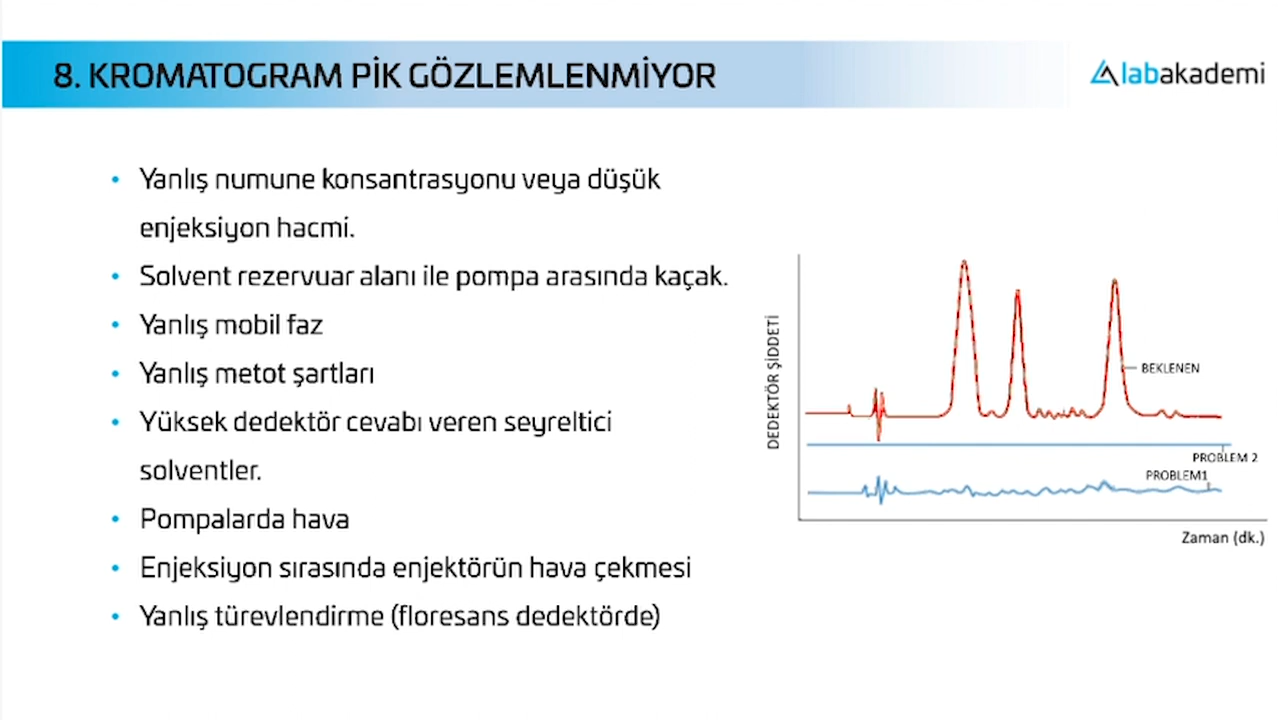 8. KROMATOGRAM PİK GÖZLEMLENMİYOR
labakademi
• Yanlış numune konsantrasyonu veya düşük
enjeksiyon hacmi.
• Solvent rezervuar alanı ile pompa arasında kaçak.
• Yanlış mobil faz
• Yanlış metot şartları
• Yüksek dedektör cevabı veren seyreltici
solventler.
• Pompalarda hava
• Enjeksiyon sırasında enjektörün hava çekmesi
• Yanlış türevlendirme (floresans dedektörde)
DEDEKTÖR ŞİDDETİ
BEKLENEN
PROBLEM 2
PROBLEM1
Zaman (dk.)